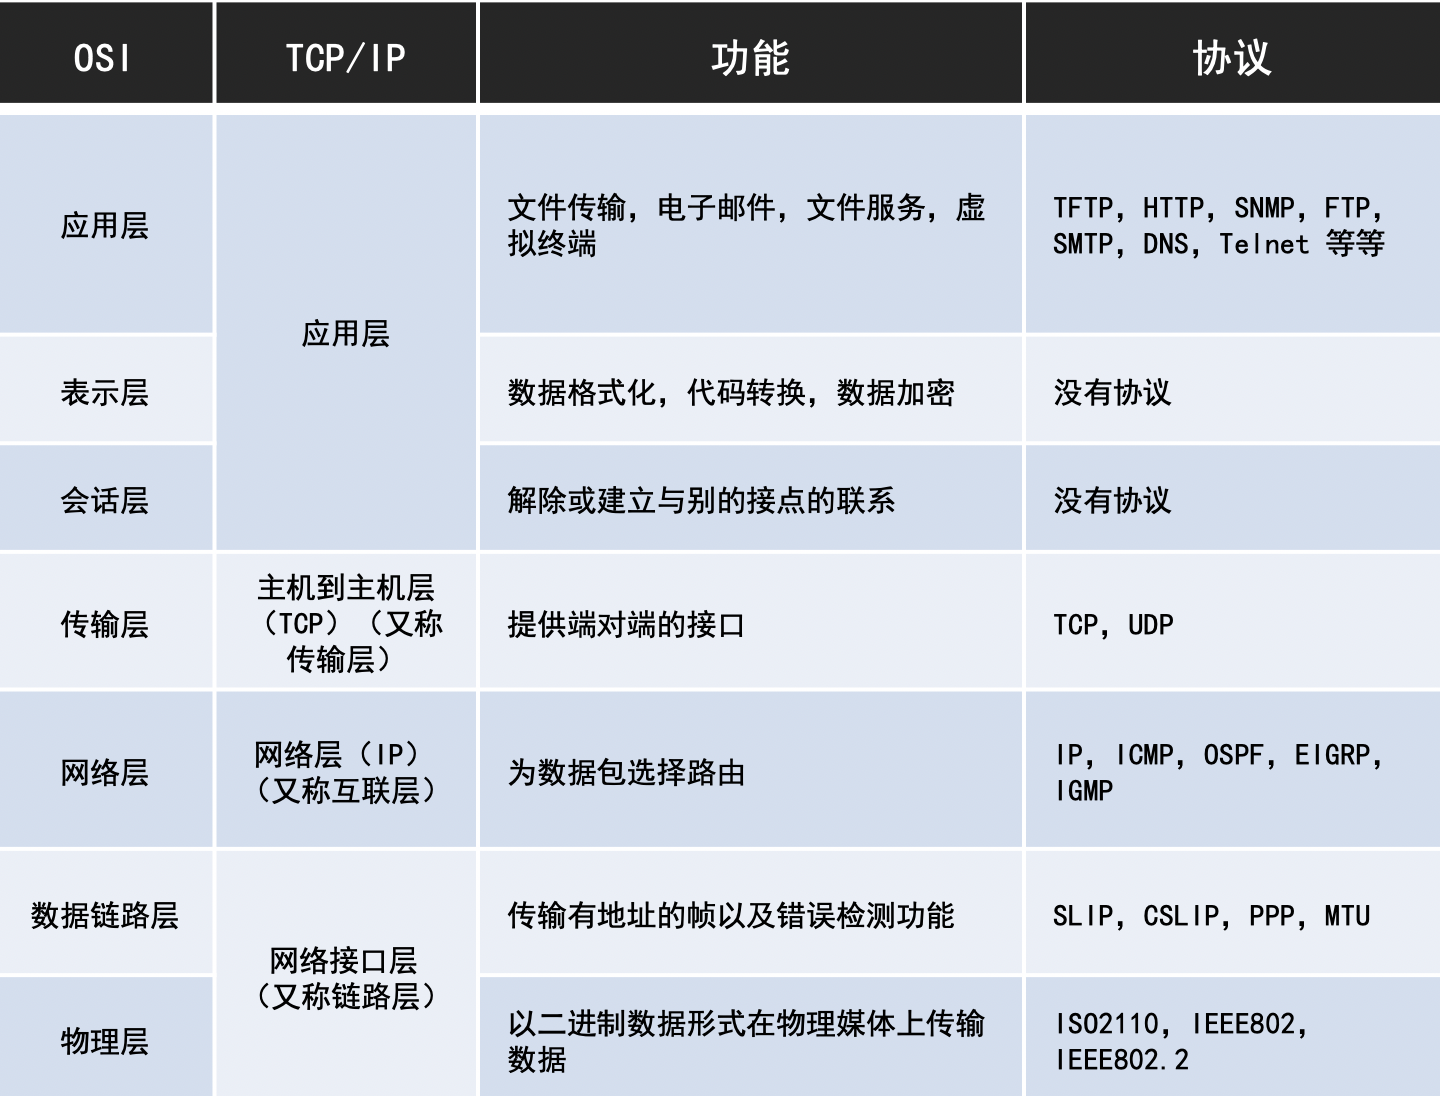 OSI
TCP/IP
功能
协议
应用层
应用层
文件传输，电子邮件，文件服务，虚
拟终端
TFTP，HTTP，SNMP，FTP，
SMTP，DNS，Telnet 等等
表示层
数据格式化，代码转换，数据加密
没有协议
会话层
解除或建立与别的接点的联系
没有协议
传输层
主机到主机层
（TCP）（又称
传输层）
提供端对端的接口
TCP，UDP
网络层
网络层（IP）
（又称互联层）
为数据包选择路由
IP，ICMP，OSPF，EIGRP，
IGMP
数据链路层
网络接口层
（又称链路层）
传输有地址的帧以及错误检测功能
SLIP，CSLIP，PPP，MTU
物理层
以二进制数据形式在物理媒体上传输
数据
ISO2110，IEEE802，
IEEE802.2